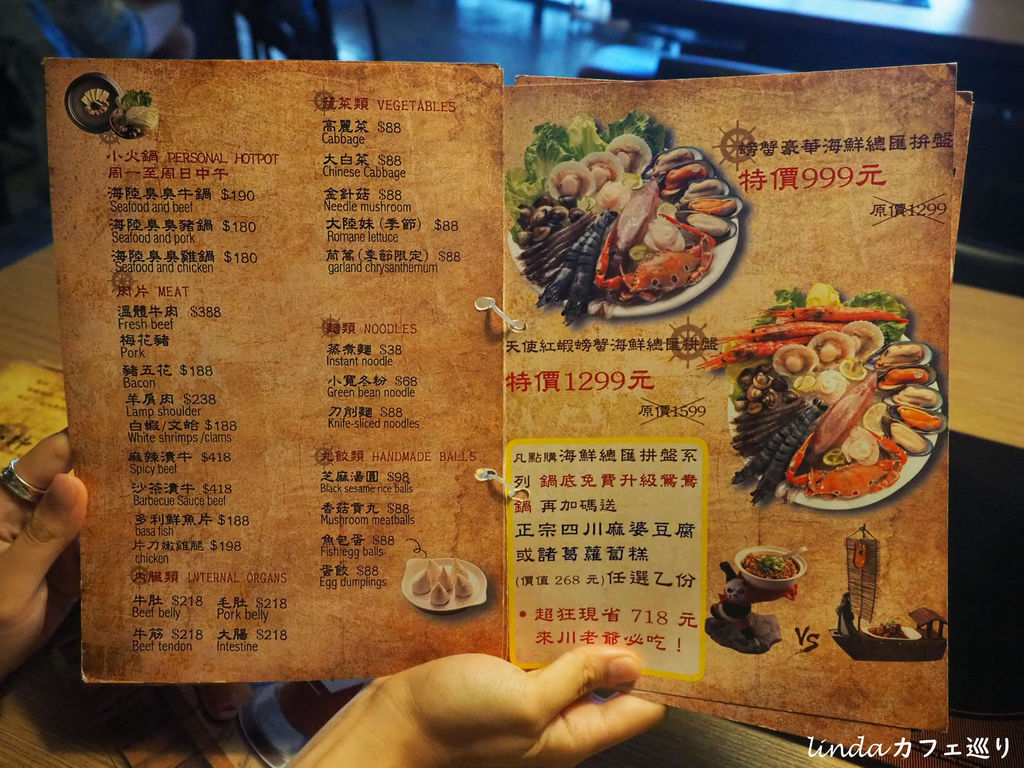 小火鍋 PERSONAL HOTPOT
周一至周日中午
海陸臭臭牛鍋 $190
Seafood and beef
海陸臭臭豬鍋 $180
Seafood and pork
海陸臭臭雞鍋 $180
Seafood and chicken
肉片 MEAT
溫體牛肉 $388
Fresh beef
梅花豬
Pork
豬五花 $188
Bacon
羊肩肉 $238
Lamp shoulder
白蝦/文蛤 $188
White shrimps /clams
麻辣漬牛 $418
Spicy beef
沙茶漬牛 $418
Barbecue Sauce beef
多利鮮魚片 $188
basa fish
片刀嫩雞腿 $198
chicken
內臟類 INTERNAL ORGANS
牛肚 $218 毛肚 $218
Beef belly Pork belly
牛筋 $218 大腸 $218
Beef tendon Intestine
蔬菜類 VEGETABLES
高麗菜 $88
Cabbage
大白菜 $88
Chinese Cabbage
金針菇 $88
Needle mushroom
大陸妹(季節) $88
Romane lettuce
茼萵(季節限定) $88
garland chrysanthemum
麵類 NOODLES
蒸煮麵 $38
Instant noodle
小寬冬粉 $68
Green bean noodle
刀削麵 $88
Knife-sliced noodles
丸餃類 HANDMADE BALLS
芝麻湯圓 $98
Black sesame rice balls
香菇貢丸 $88
Mushroom meatballs
魚包蛋 $88
Fish/egg balls
蛋餃 $88
Egg dumplings
螃蟹豪華海鮮總匯拼盤
特價999元
原價1299
天使紅蝦螃蟹海鮮總匯拼盤
特價1299元
原價1599
凡點購海鮮總匯拼盤系
列 鍋底免費升級鴛鴦
鍋 再加碼送
正宗四川麻婆豆腐
或諸葛蘿蔔糕
(價值 268 元)任選乙份
• 超狂現省 718 元
來川老爺必吃！
VS
lindaカフェ巡り